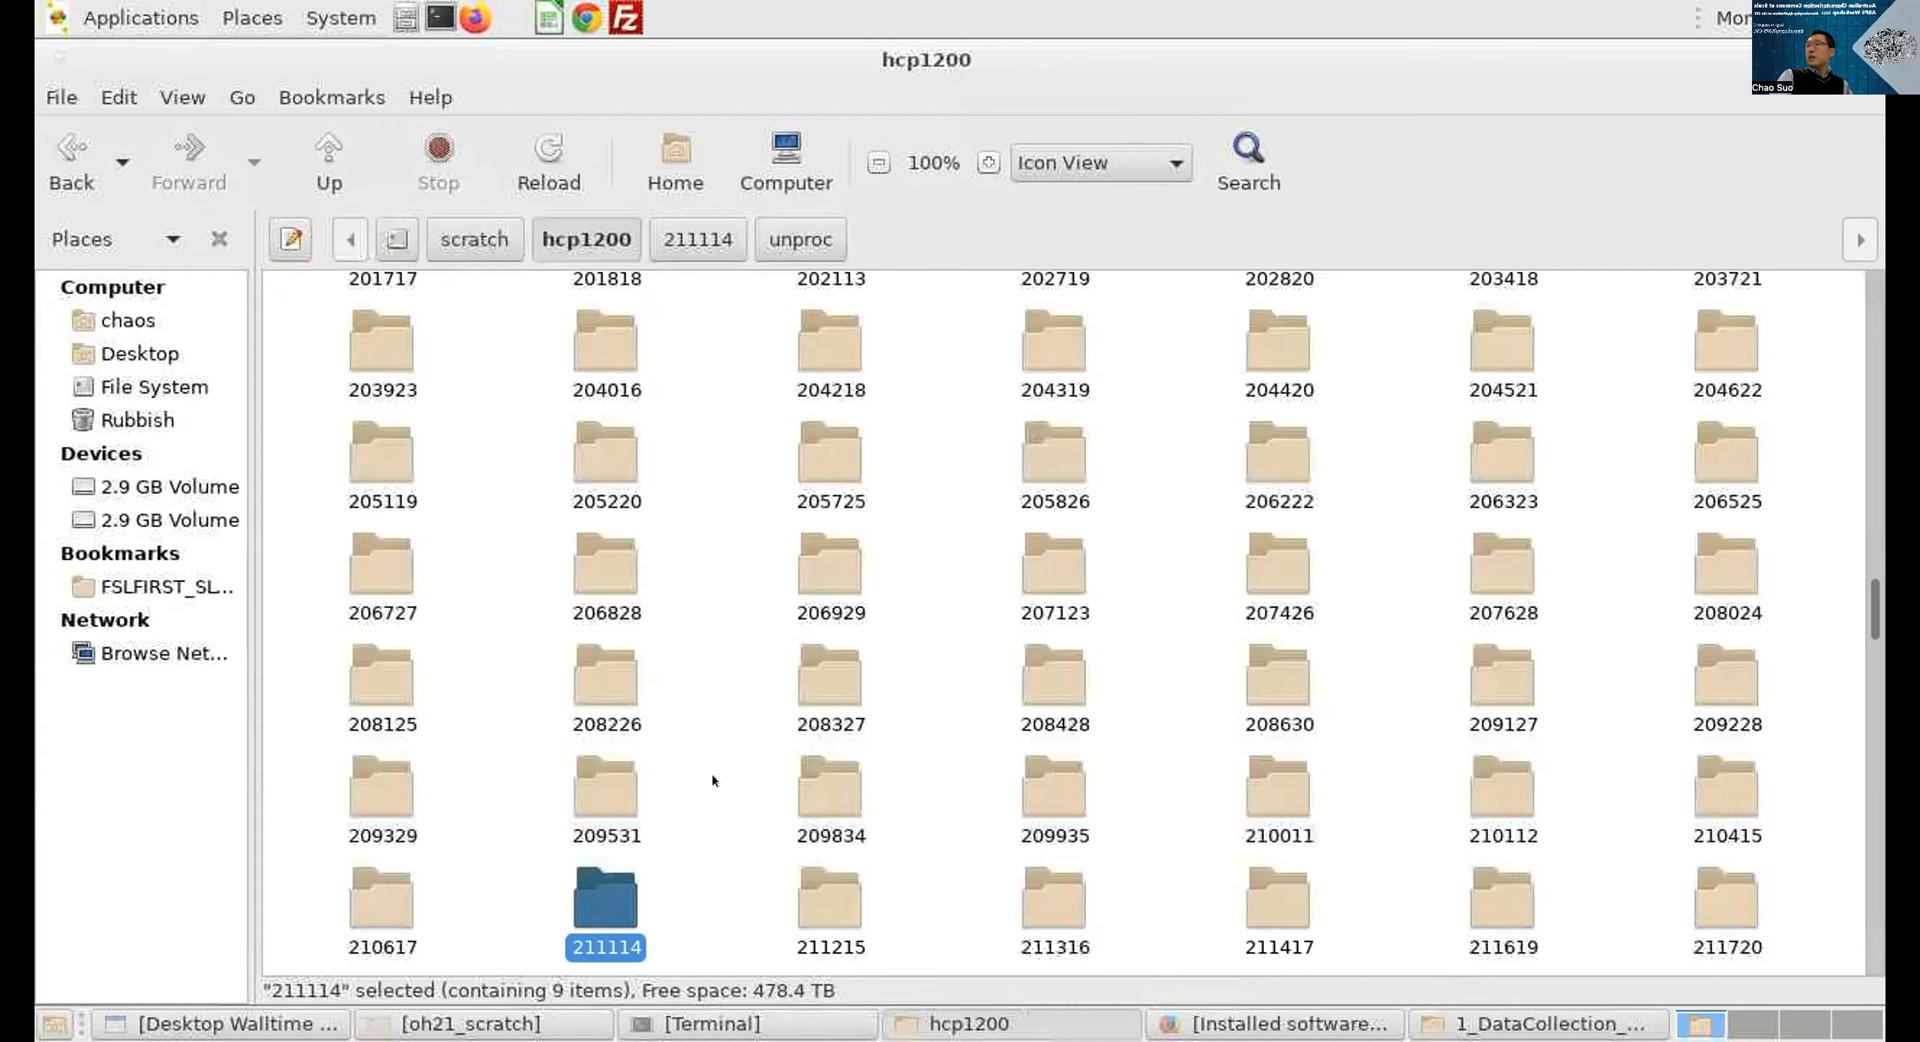 Applications Places System Mon
hcp1200
File Edit View Go Bookmarks Help
Back Forward Up Stop Reload Home Computer 100% Icon View Search
Places scratch hcp1200 211114 unproc
Computer
chaos
Desktop
File System
Rubbish
Devices
2.9 GB Volume
2.9 GB Volume
Bookmarks
FSLFIRST_SL...
Network
Browse Net...
201717 201818 202113 202719 202820 203418 203721
203923 204016 204218 204319 204420 204521 204622
205119 205220 205725 205826 206222 206323 206525
206727 206828 206929 207123 207426 207628 208024
208125 208226 208327 208428 208630 209127 209228
209329 209531 209834 209935 210011 210112 210415
210617 211114 211215 211316 211417 211619 211720
"211114" selected (containing 9 items), Free space: 478.4 TB
[Desktop Walltime ... [oh21_scratch] [Terminal] hcp1200 [Installed software... 1_DataCollection_...
Chao Suo